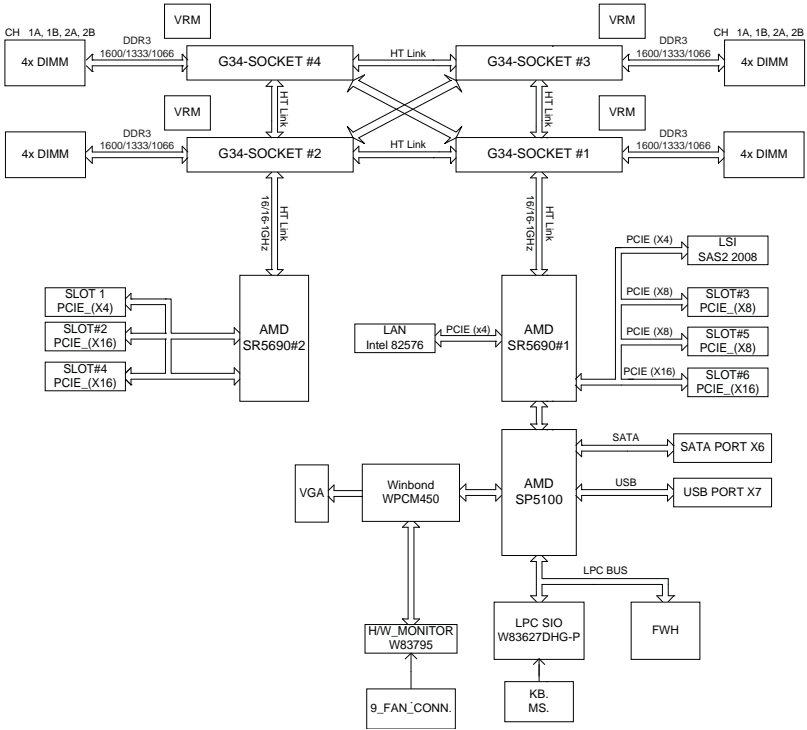 CH 1A, 1B, 2A, 2B
VRM
VRM
CH 1A, 1B, 2A, 2B
4x DIMM
DDR3
1600/1333/1066
G34-SOCKET #4
HT Link
G34-SOCKET #3
DDR3
1600/1333/1066
4x DIMM
HT Link
HT Link
VRM
VRM
4x DIMM
DDR3
1600/1333/1066
G34-SOCKET #2
HT Link
G34-SOCKET #1
DDR3
1600/1333/1066
4x DIMM
HT Link
16/16-1GHz
HT Link
16/16-1GHz
SLOT 1
PCIE_(X4)
SLOT#2
PCIE_(X16)
SLOT#4
PCIE_(X16)
AMD
SR5690#2
LAN
Intel 82576
PCIE (x4)
AMD
SR5690#1
PCIE (X4)
LSI
SAS2 2008
PCIE (X8)
SLOT#3
PCIE_(X8)
PCIE (X8)
SLOT#5
PCIE_(X8)
PCIE (X16)
SLOT#6
PCIE_(X16)
VGA
Winbond
WPCM450
AMD
SP5100
SATA
SATA PORT X6
USB
USB PORT X7
LPC BUS
H/W_MONITOR
W83795
LPC SIO
W83627DHG-P
FWH
9_FAN_CONN.
KB.
MS.